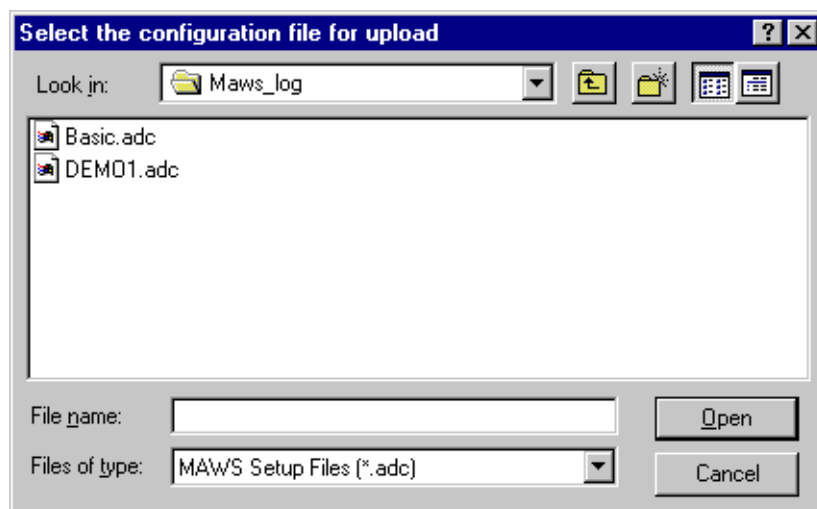 Select the configuration file for upload
Look in: Maws_log
Basic.adc
DEMO1.adc
File name:
Open
Files of type: MAWS Setup Files (*.adc)
Cancel